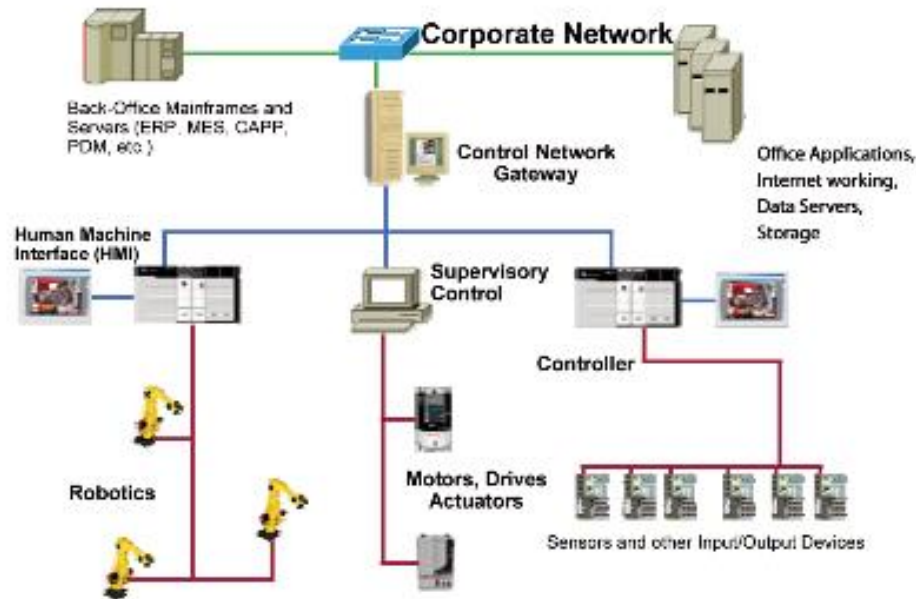 Corporate Network
Back-Office Mainframes and
Servers (ERP, MES, CAPP,
PDM, etc.)
Control Network
Gateway
Office Applications,
Internet working,
Data Servers,
Storage
Human Machine
Interface (HMI)
Supervisory
Control
Controller
Robotics
Motors, Drives
Actuators
Sensors and other Input/Output Devices